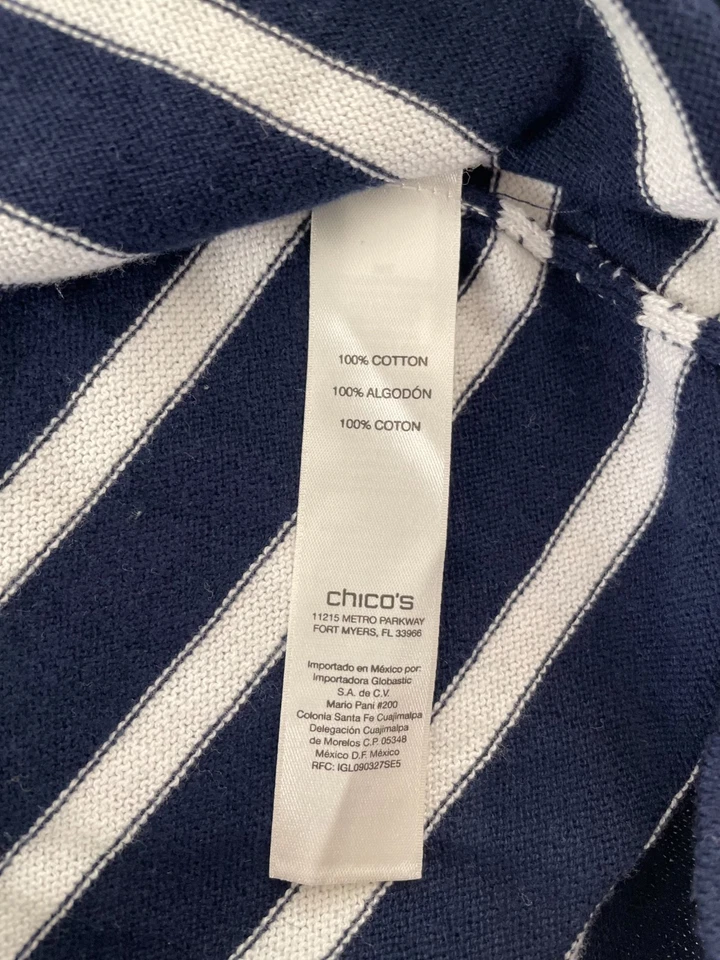 100% COTTON
100% ALGODÓN
100% COTON
chico's
11215 METRO PARKWAY
FORT MYERS, FL 33966
Importado en México por:
Importadora Globastic
S.A. de C.V.
Mario Pani #200
Colonia Santa Fe Cuajimalpa
Delegación Cuajimalpa
de Morelos C.P. 05348
México D.F. México
RFC: IGL090327SE5